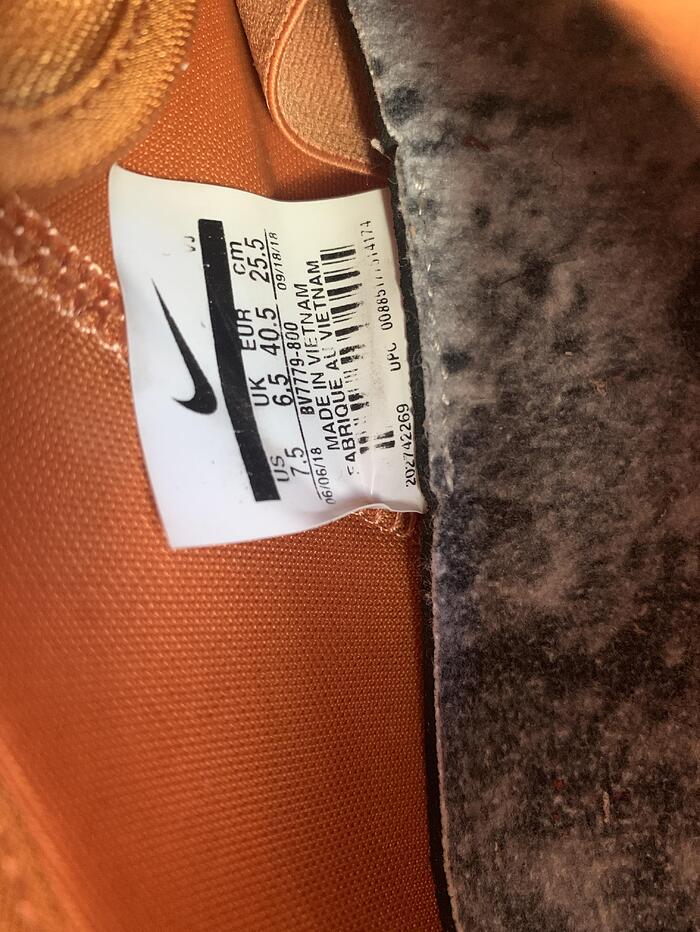 VJ
US UK EUR cm
7.5 6.5 40.5 25.5
06/06/18 09/18/18
BV7779-800
MADE IN VIETNAM
FABRIQUE AU VIETNAM
202742269 UPC